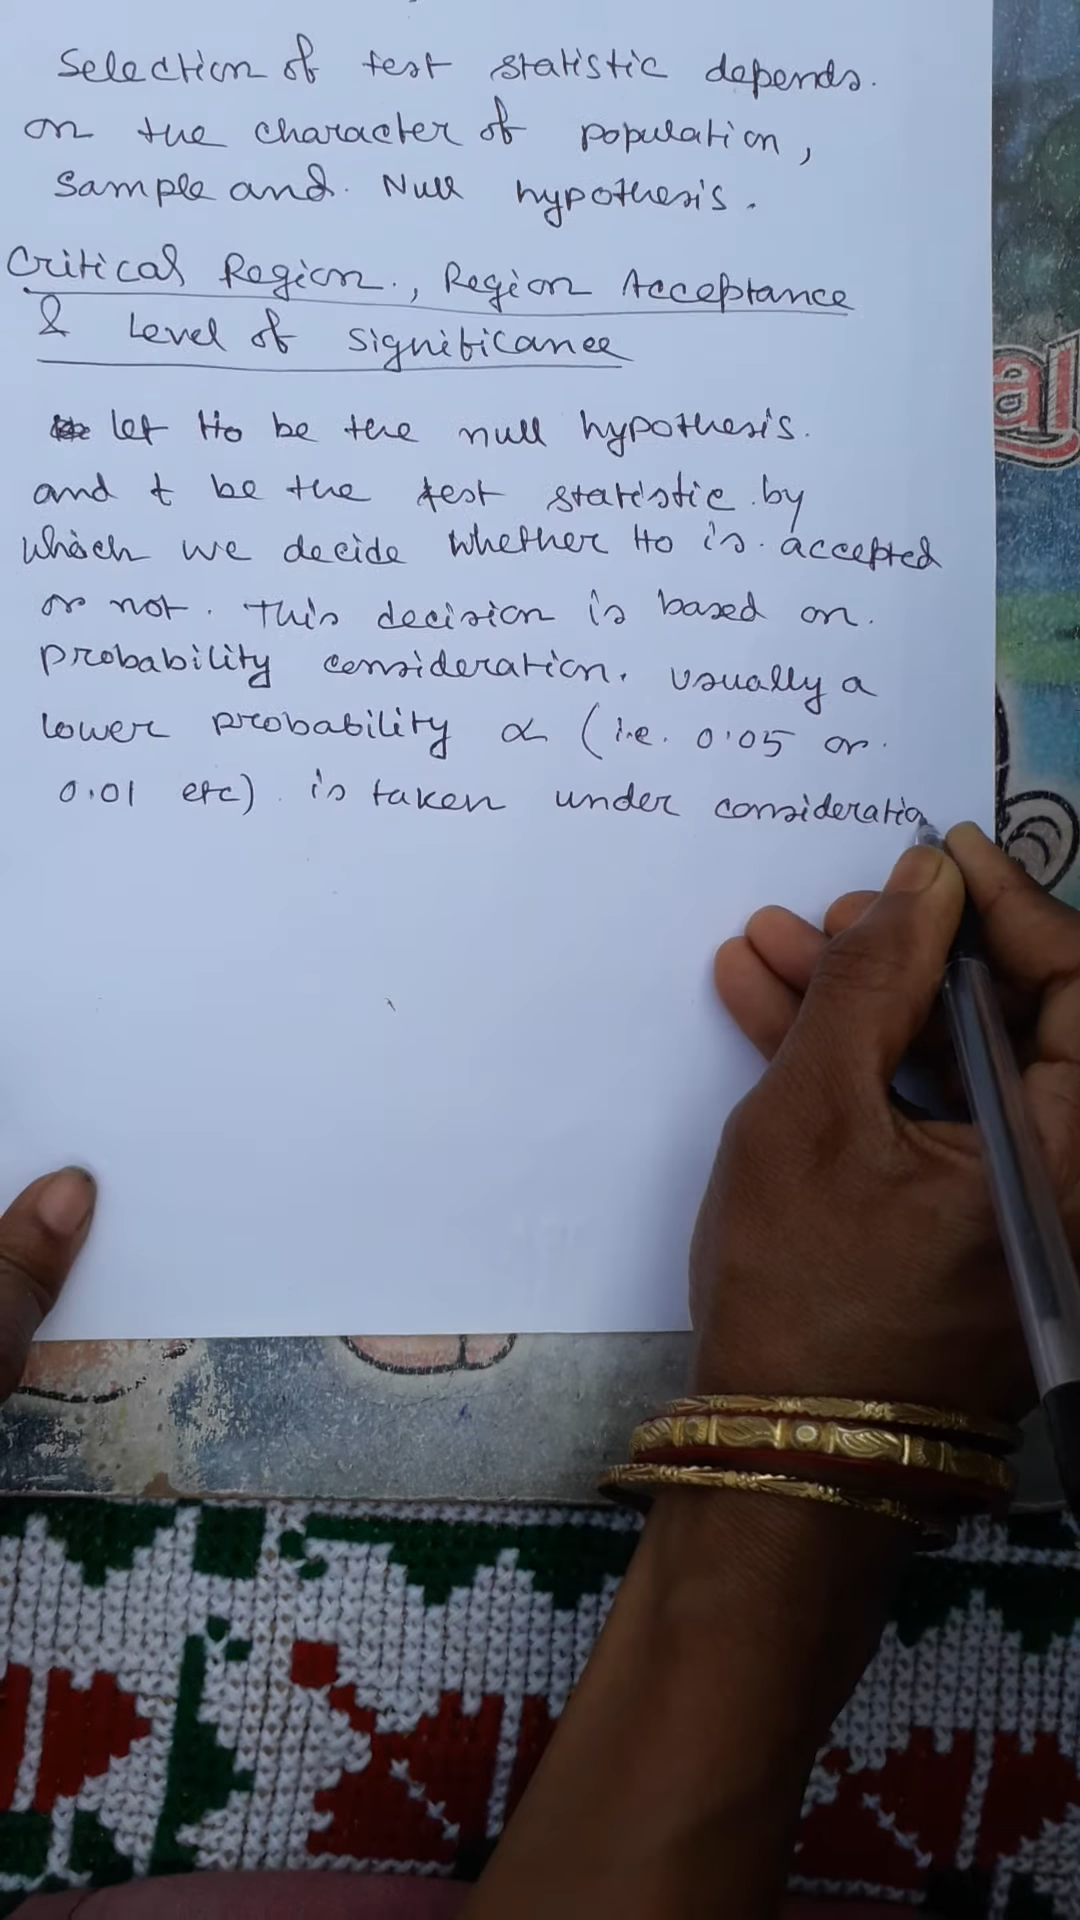 Selection of test statistic depends.
on the character of population,
Sample and. Null hypothesis.
Critical Region., Region Acceptance
& Level of significance
let Ho be the null hypothesis.
and t be the test statistic by
which we decide whether Ho is. accepted
or not. This decision is based on.
probability consideration. Usually a
lower probability α (i.e. 0.05 or.
0.01 etc). is taken under consideratio
al